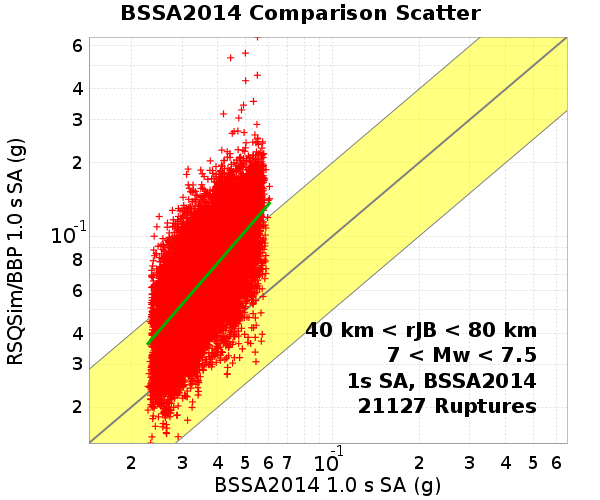 BSSA2014 Comparison Scatter
RSQSim/BBP 1.0 s SA (g)
6
4
3
2
10-1
8
6
4
3
2
40 km < rJB < 80 km
7 < Mw < 7.5
1s SA, BSSA2014
21127 Ruptures
2 3 4 5 6 7 10-1 2 3 4 5 6
BSSA2014 1.0 s SA (g)